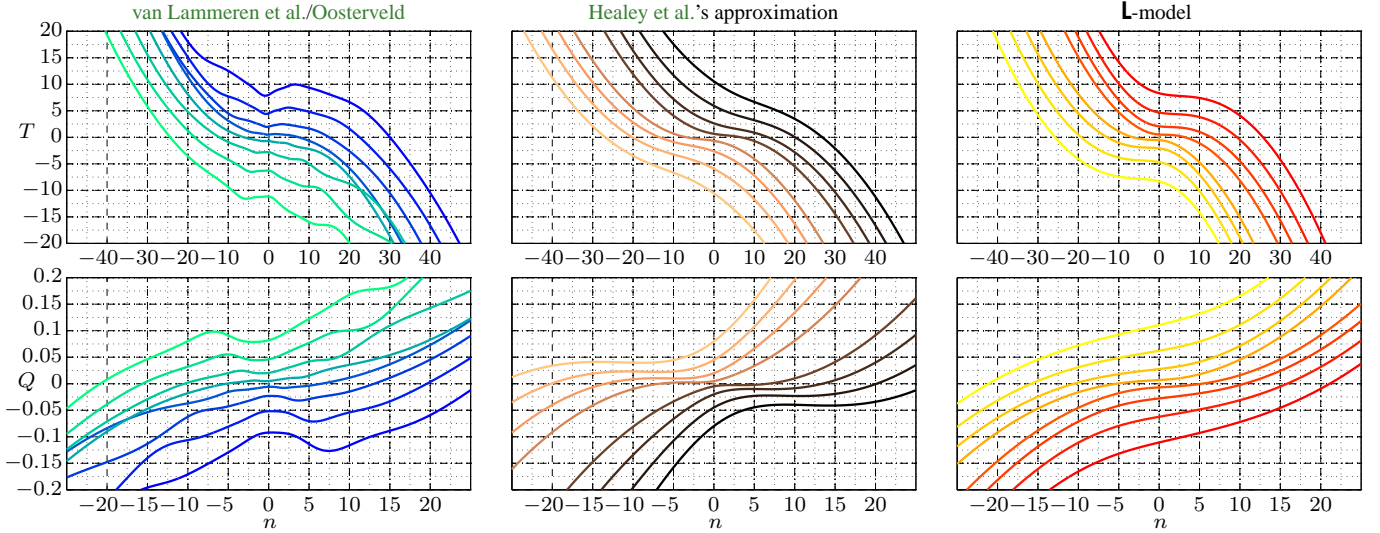 van Lammeren et al./Oosterveld
Healey et al.'s approximation
L-model
20
15
10
5
T 0
−5
−10
−15
−20
−40 −30 −20 −10 0 10 20 30 40
−40 −30 −20 −10 0 10 20 30 40
−40 −30 −20 −10 0 10 20 30 40
0.2
0.15
0.1
0.05
Q 0
−0.05
−0.1
−0.15
−0.2
−20 −15 −10 −5 0 5 10 15 20
−20 −15 −10 −5 0 5 10 15 20
−20 −15 −10 −5 0 5 10 15 20
n
n
n